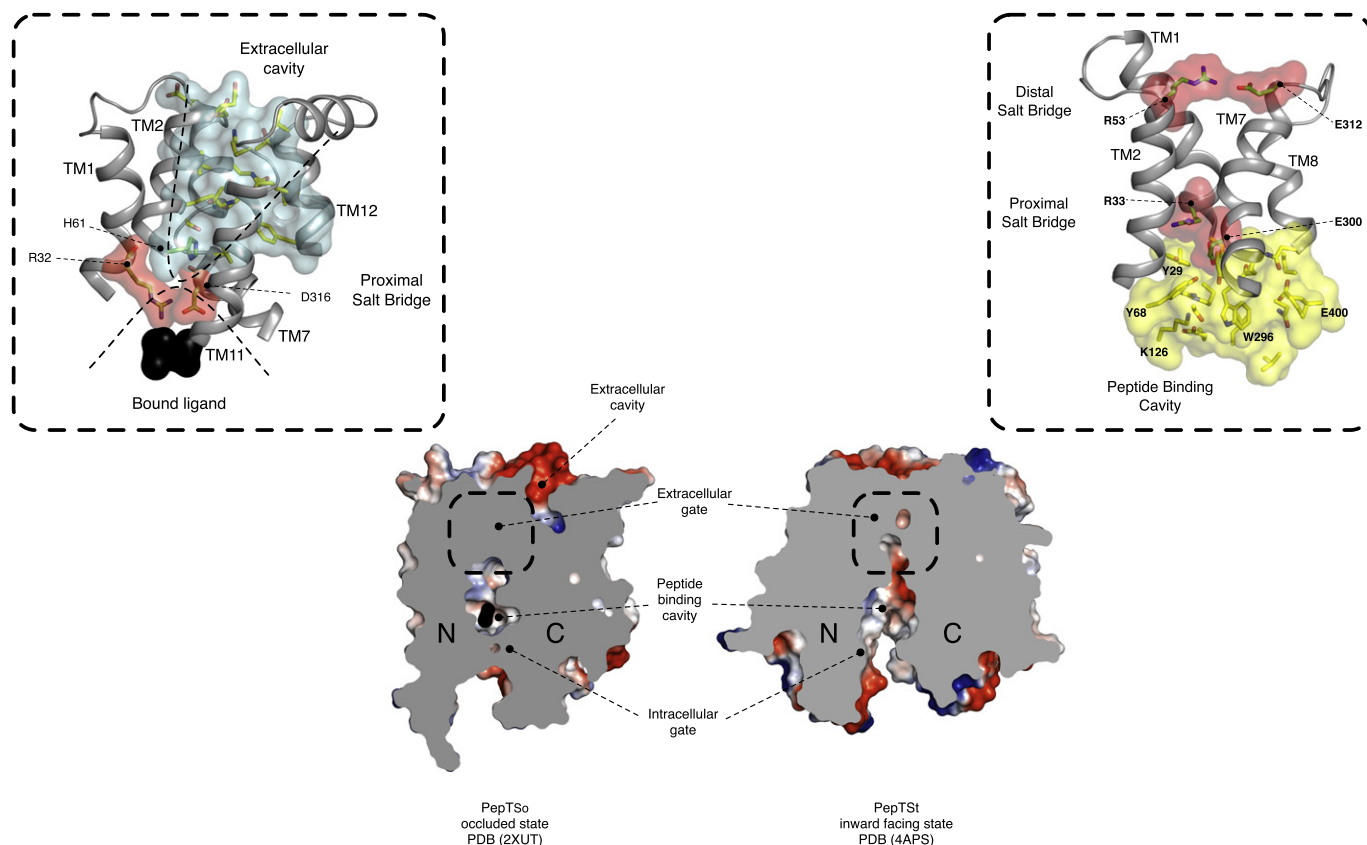 Extracellular
cavity
TM2
TM1
H61
TM12
R32
Proximal
Salt Bridge
D316
TM7
TM11
Bound ligand
TM1
Distal
Salt Bridge
R53
TM7
E312
TM2
TM8
R33
Proximal
Salt Bridge
E300
Y29
Y68
E400
W296
K126
Peptide Binding
Cavity
Extracellular
cavity
Extracellular
gate
Peptide
binding
cavity
N
C
N
C
Intracellular
gate
PepTSo
occluded state
PDB (2XUT)
PepTSt
inward facing state
PDB (4APS)